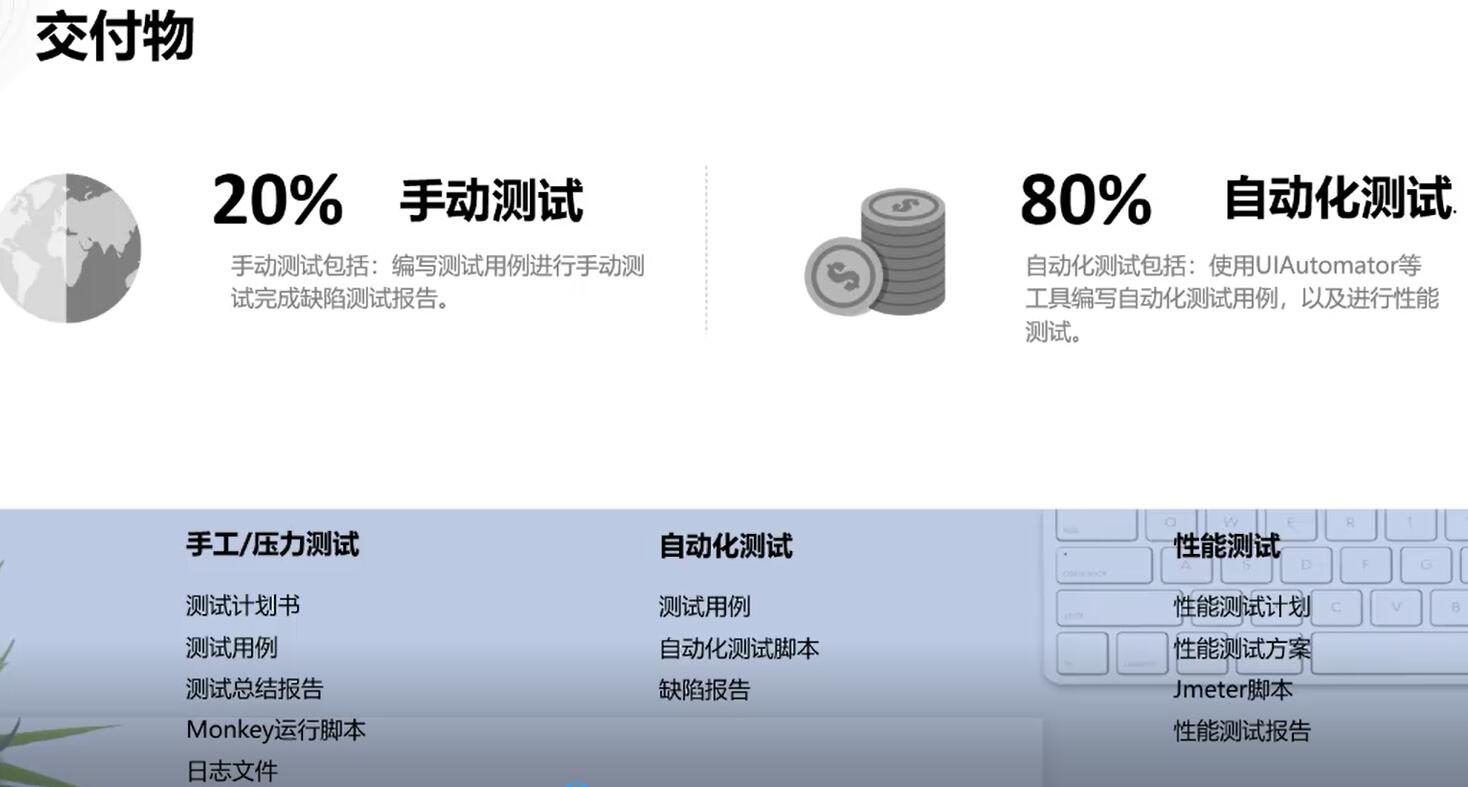 交付物
20% 手动测试
手动测试包括：编写测试用例进行手动测
试完成缺陷测试报告。
80% 自动化测试.
自动化测试包括：使用UIAutomator等
工具编写自动化测试用例，以及进行性能
测试。
手工/压力测试
测试计划书
测试用例
测试总结报告
Monkey运行脚本
日志文件
自动化测试
测试用例
自动化测试脚本
缺陷报告
性能测试
性能测试计划
性能测试方案
Jmeter脚本
性能测试报告